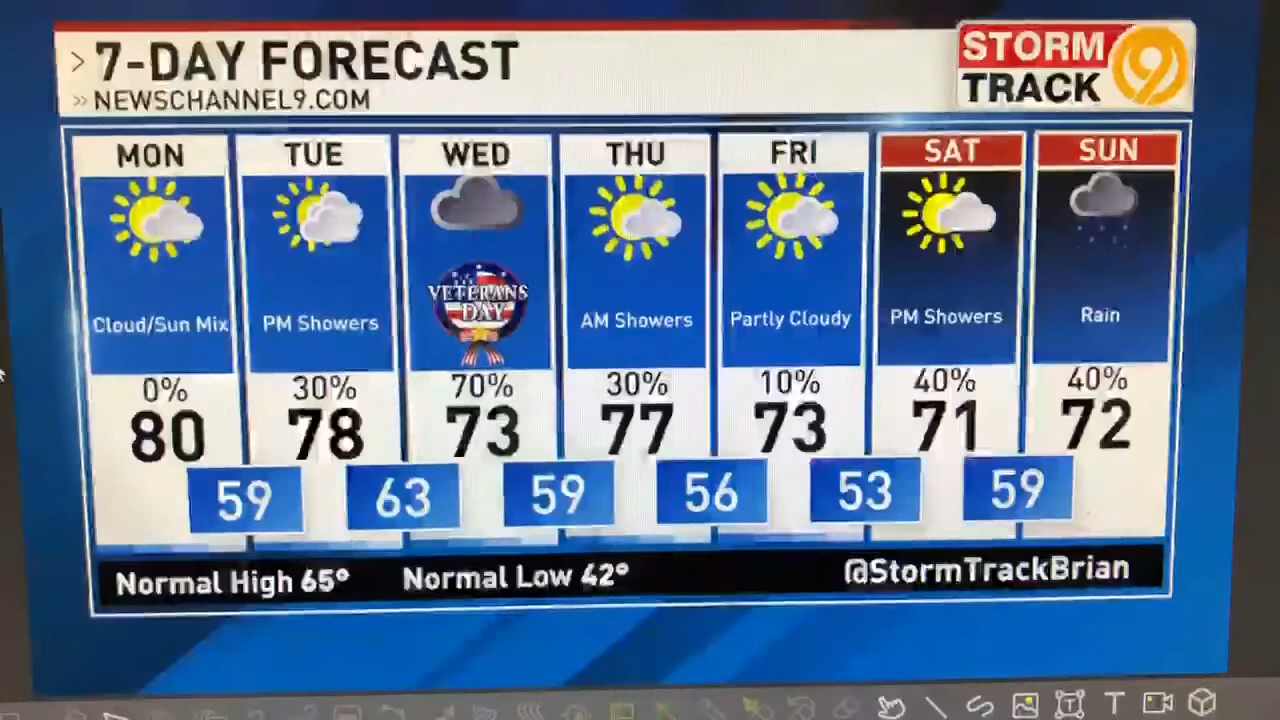 > 7-DAY FORECAST
» NEWSCHANNEL9.COM
STORM
TRACK 9
MON TUE WED THU FRI SAT SUN
VETERANS
DAY
Cloud/Sun Mix PM Showers AM Showers Partly Cloudy PM Showers Rain
0% 30% 70% 30% 10% 40% 40%
80 78 73 77 73 71 72
59 63 59 56 53 59
Normal High 65° Normal Low 42° @StormTrackBrian
T T